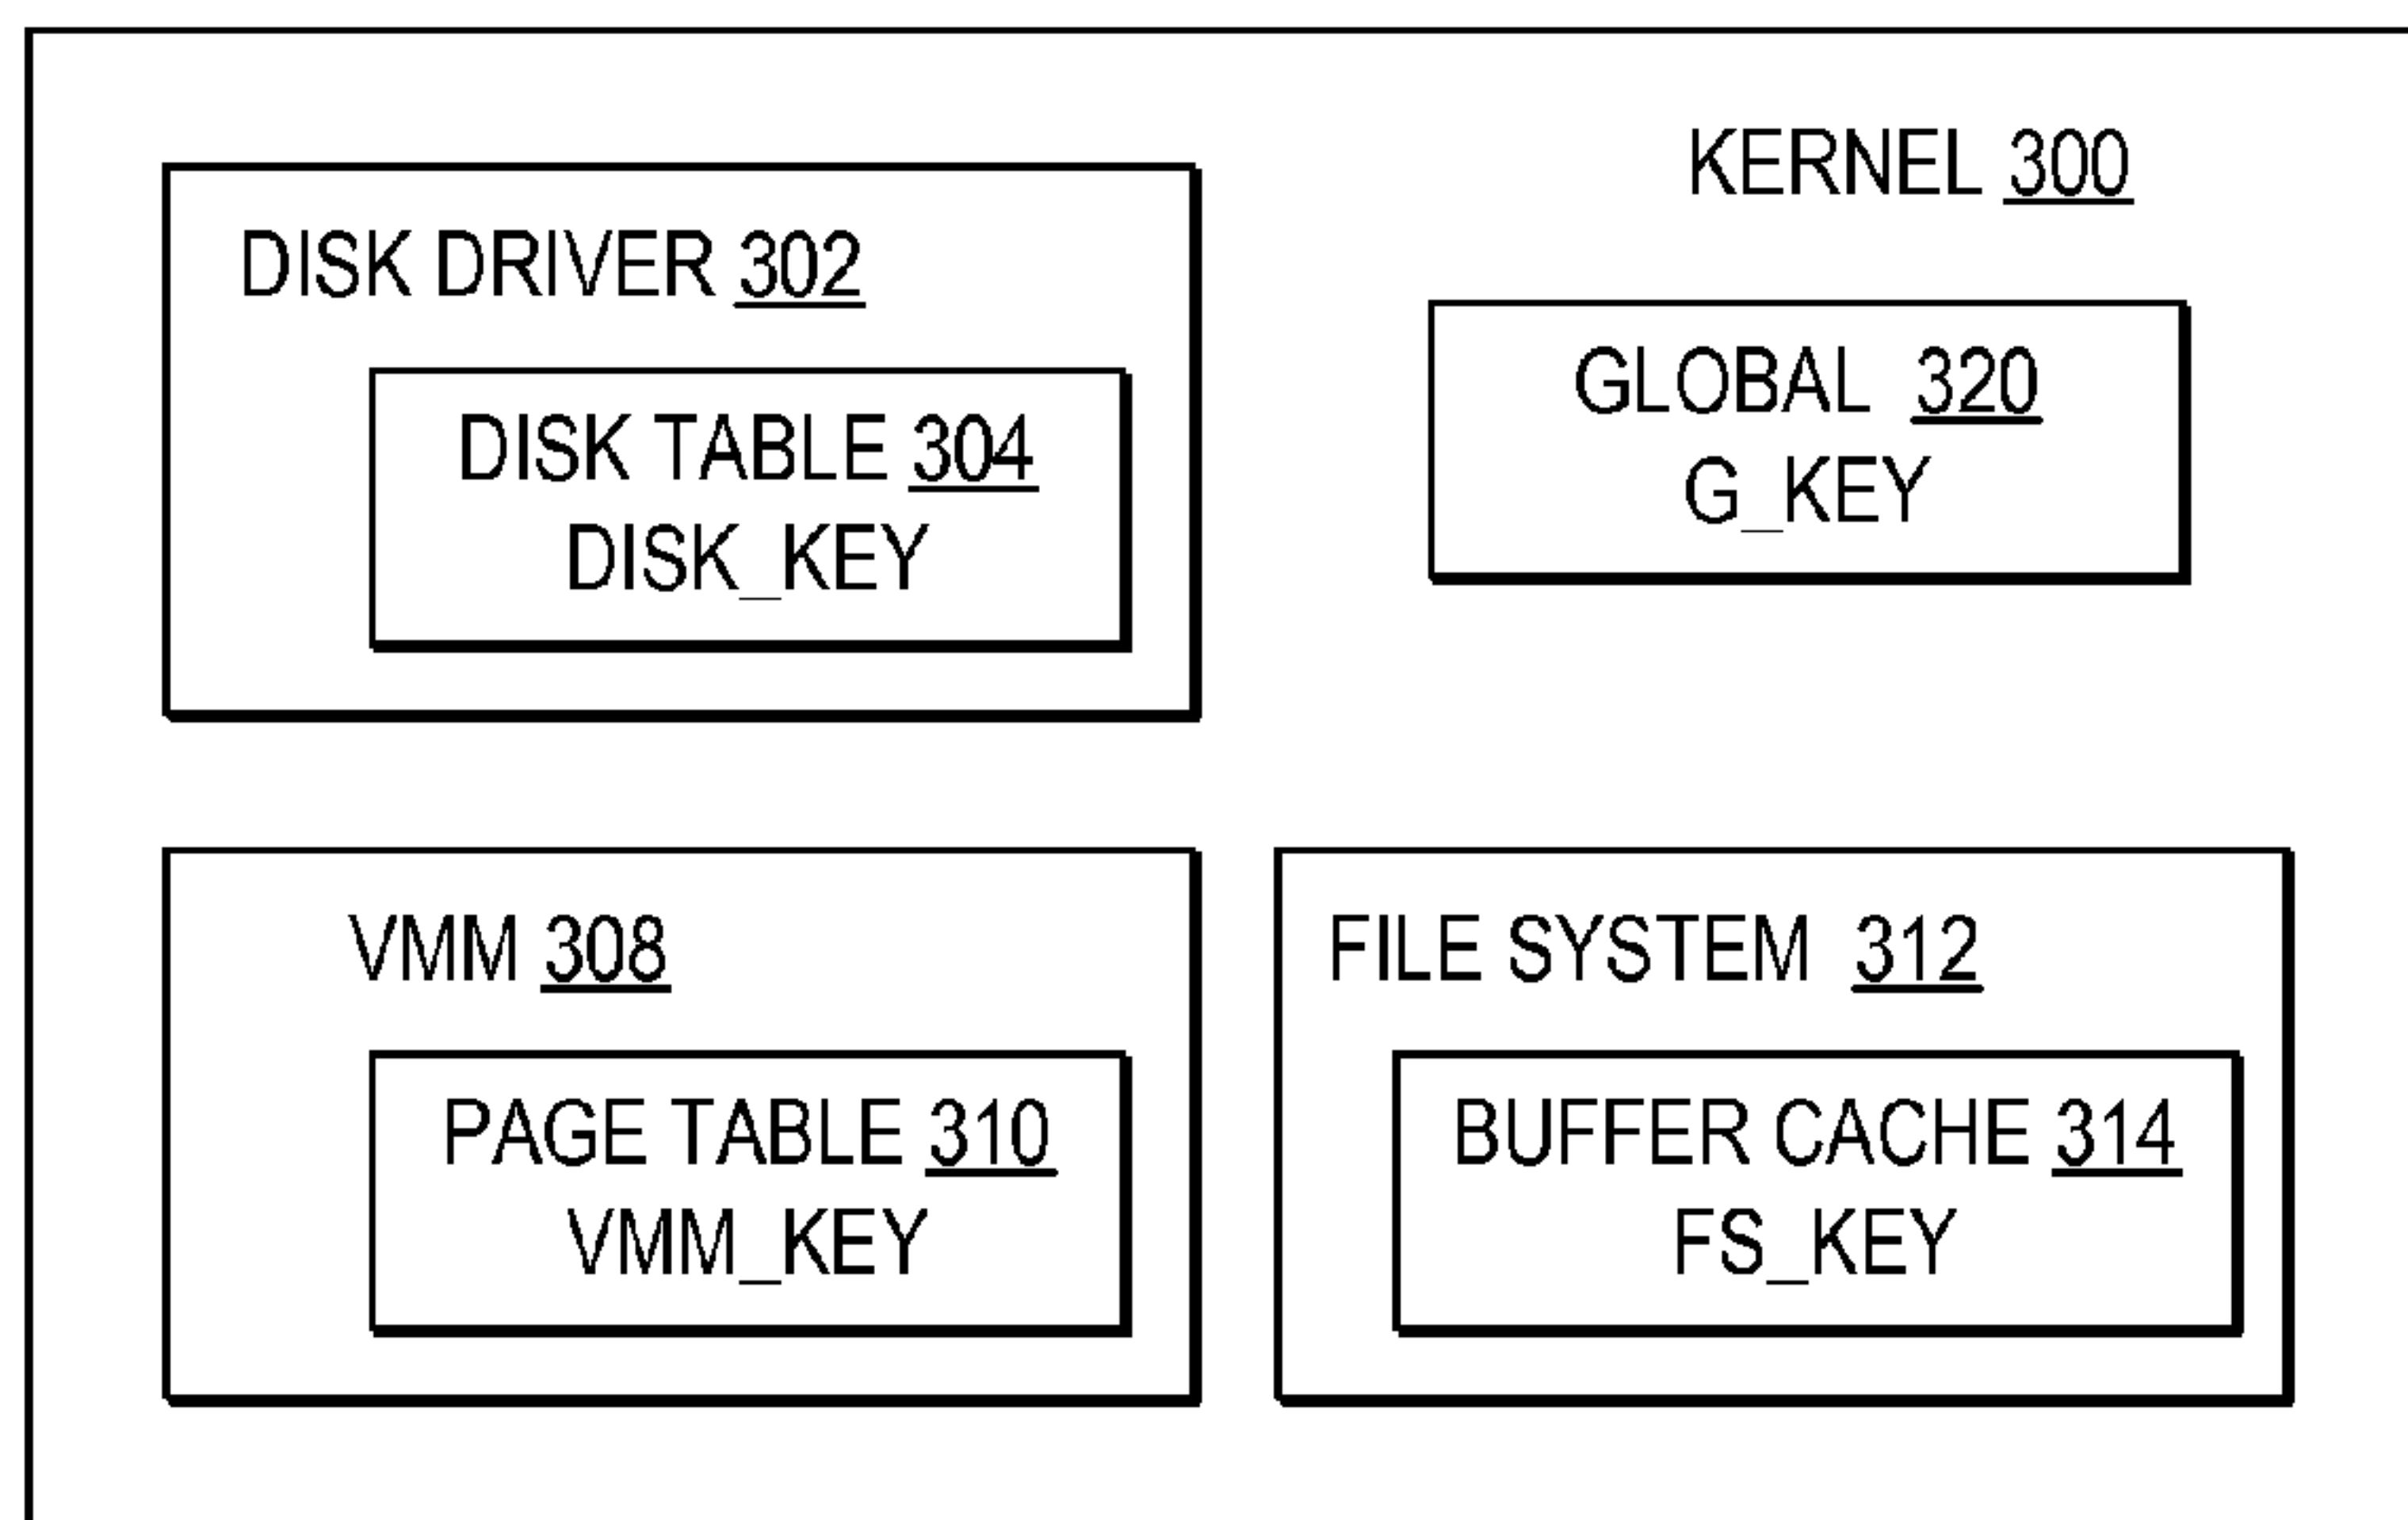 KERNEL 300
DISK DRIVER 302
DISK TABLE 304
DISK_KEY
GLOBAL 320
G_KEY
VMM 308
PAGE TABLE 310
VMM_KEY
FILE SYSTEM 312
BUFFER CACHE 314
FS_KEY